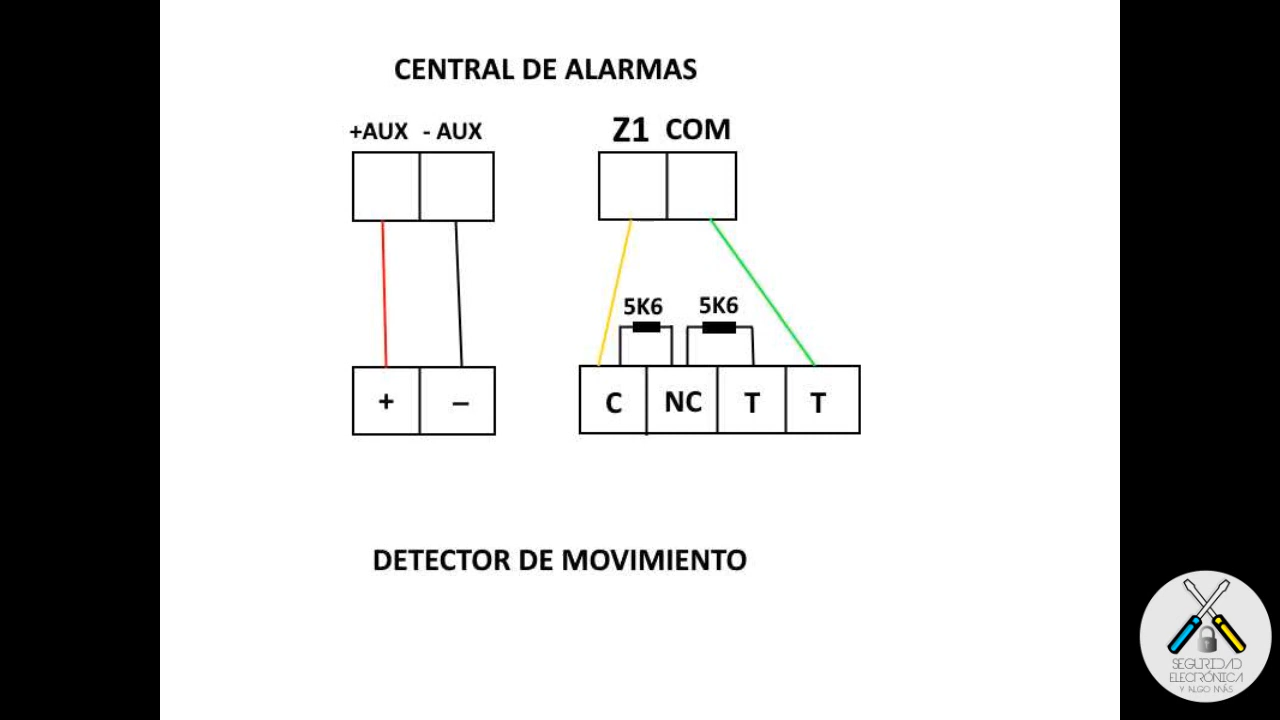 CENTRAL DE ALARMAS
+AUX - AUX
Z1 COM
5K6 5K6
+ –
C NC T T
DETECTOR DE MOVIMIENTO
SEGURIDAD
ELECTRÓNICA
Y ALGO MÁS